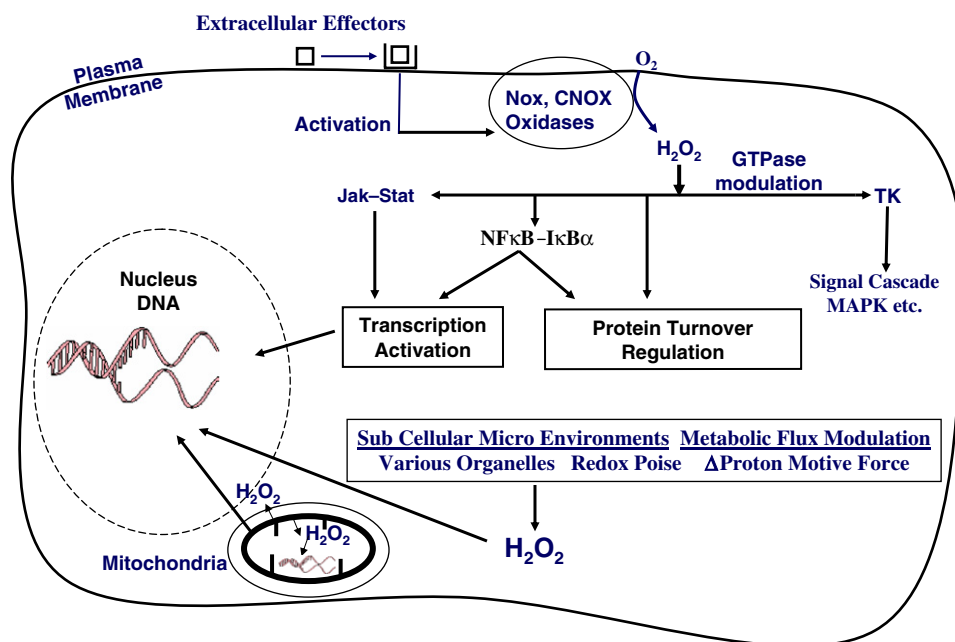 Extracellular Effectors
Plasma
Membrane
O₂
Nox, CNOX
Oxidases
Activation
H₂O₂
GTPase
modulation
Jak–Stat
TK
NFκB–IκBα
Signal Cascade
MAPK etc.
Nucleus
DNA
Transcription
Activation
Protein Turnover
Regulation
Sub Cellular Micro Environments Metabolic Flux Modulation
Various Organelles Redox Poise ΔProton Motive Force
H₂O₂
H₂O₂
Mitochondria
H₂O₂